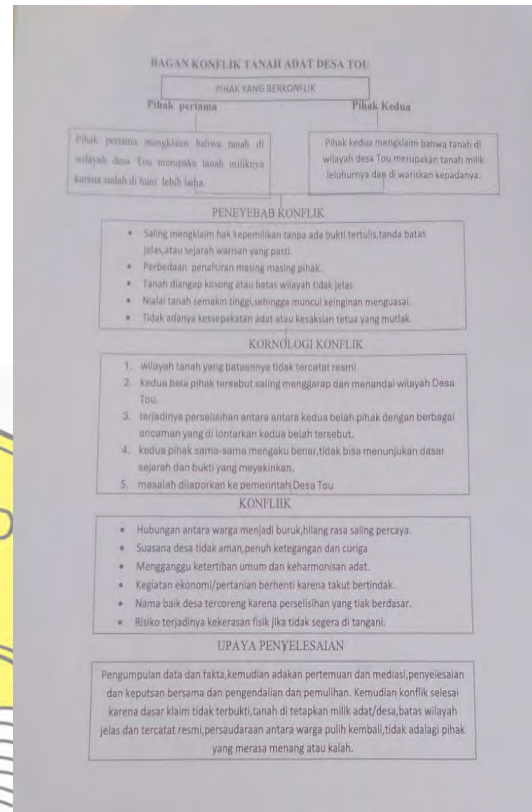 BAGAN KONFLIK TANAH ADAT DESA TOU
PIHAK YANG BERKONFLIK
Pihak pertama
Pihak Kedua
Pihak pertama mengklaim bahwa tanah di
wilayah desa Tou merupaka tanah miliknya
karena sudah di huni lebih lama.
Pihak kedua mengklaim bahwa tanah di
wilayah desa Tou merupakan tanah milik
leluhurnya dan di wariskan kepadanya.
PENEYEBAB KONFLIK
• Saling mengklaim hak kepemilikan tanpa ada bukti tertulis,tanda batas
jelas,atau sejarah warisan yang pasti.
• Perbedaan penafsiran masing masing pihak.
• Tanah diangap kosong atau batas wilayah tidak jelas.
• Nialai tanah semakin tinggi,sehingga muncul keinginan menguasai.
• Tidak adanya kessepakatan adat atau kesaksian tetua yang mutlak.
KORNOLOGI KONFLIK
1. wilayah tanah yang batasnnya tidak tercatat resmi
2. kedua bela pihak tersebut saling menggarap dan menandai wilayah Desa
Tou.
3. terjadinya perselisihan antara antara kedua belah pihak dengan berbagai
ancaman yang di lontarkan kedua belah tersebut.
4. kedua pihak sama-sama mengaku benar,tidak bisa menunjukan dasar
sejarah dan bukti yang meyakinkan.
5. masalah dilaporkan ke pemerintah Desa Tou
KONFLIIK
• Hubungan antara warga menjadi buruk,hilang rasa saling percaya.
• Suasana desa tidak aman,penuh ketegangan dan curiga
• Mengganggu ketertiban umum dan keharmonisan adat.
• Kegiatan ekonomi/pertanian berhenti karena takut bertindak.
• Nama baik desa tercoreng karena perselisihan yang tiak berdasar.
• Risiko terjadinya kekerasan fisik jika tidak segera di tangani.
UPAYA PENYELESAIAN
Pengumpulan data dan fakta,kemudian adakan pertemuan dan mediasi,penyelesaian
dan keputsan bersama dan pengendalian dan pemulihan. Kemudian konflik selesai
karena dasar klaim tidak terbukti,tanah di tetapkan milik adat/desa,batas wilayah
jelas dan tercatat resmi,persaudaraan antara warga pulih kembali,tidak adalagi pihak
yang merasa menang atau kalah.